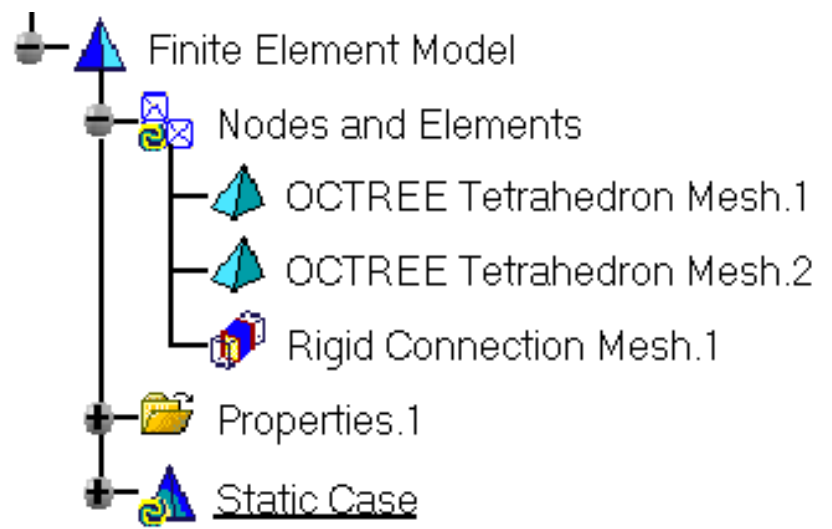 Finite Element Model
Nodes and Elements
OCTREE Tetrahedron Mesh.1
OCTREE Tetrahedron Mesh.2
Rigid Connection Mesh.1
Properties.1
Static Case